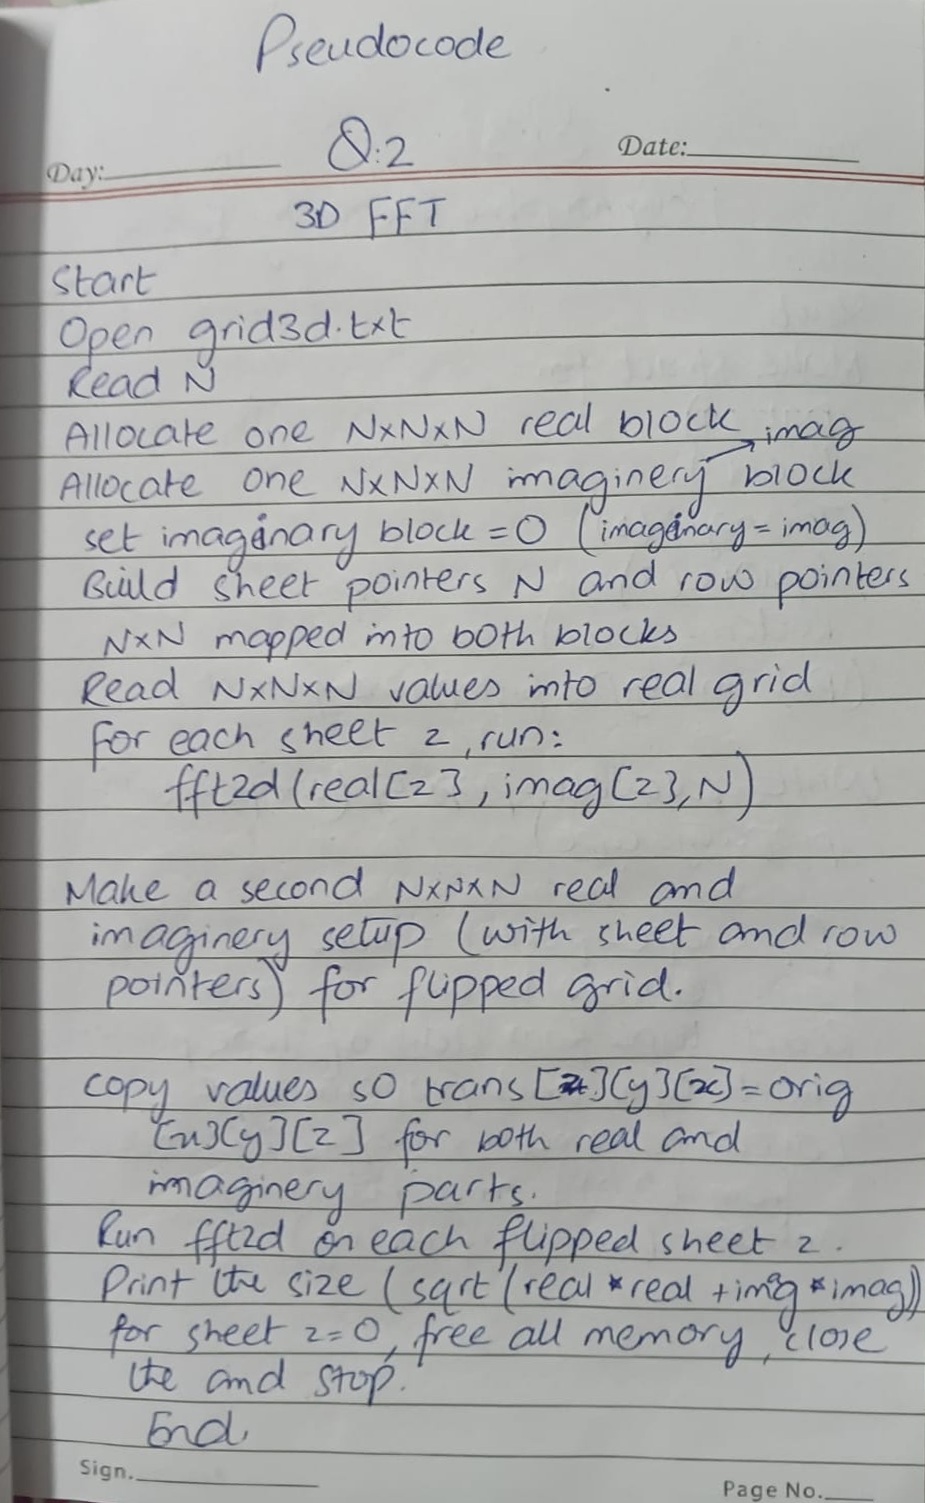 Pseudocode
Q:2
Day:
Date:
3D FFT
Start
Open grid3d.txt
Read N
Allocate one N×N×N real block
imag
Allocate one N×N×N imaginery block
set imaginary block = 0 (imaginary = imag)
Build sheet pointers N and row pointers
N×N mapped into both blocks
Read N×N×N values into real grid
for each sheet z, run:
fft2d(real[z], imag[z], N)
Make a second N×N×N real and
imaginery setup (with sheet and row
pointers) for flipped grid.
copy values so trans[z][y][x] = orig
[x][y][z] for both real and
imaginery parts.
Run fft2d on each flipped sheet z.
Print the size (sqrt(real * real + imag * imag))
for sheet z=0, free all memory, close
the and stop.
End.
Sign.
Page No.